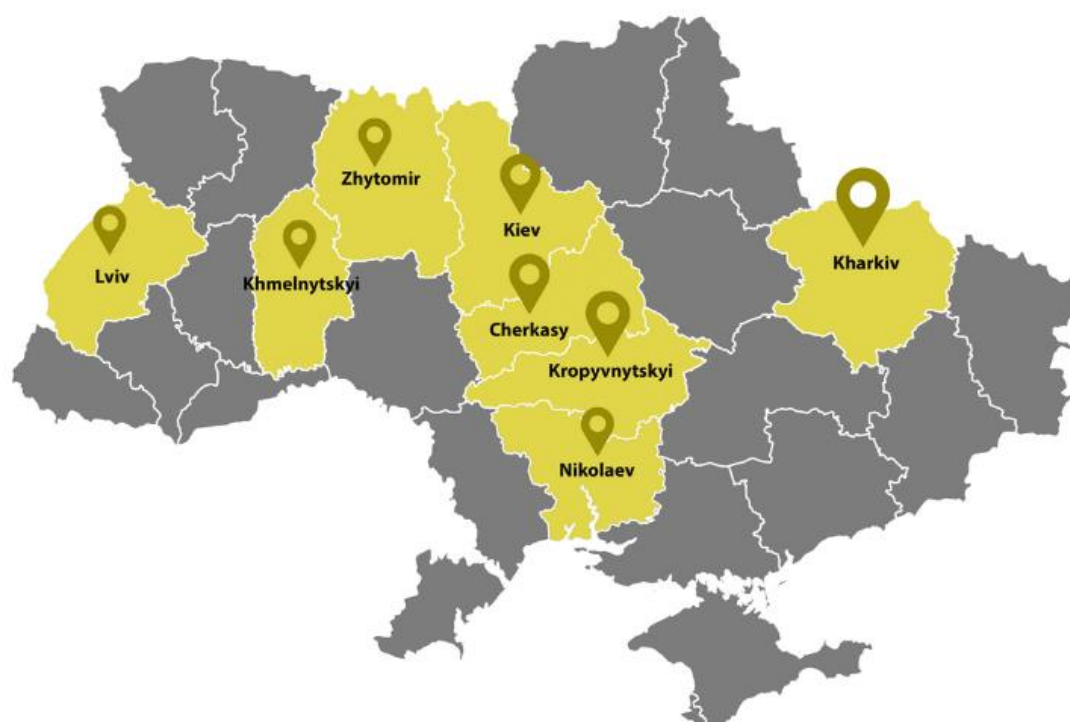 Zhytomir
Kiev
Kharkiv
Lviv
Khmelnytskyi
Cherkasy
Kropyvnytskyi
Nikolaev